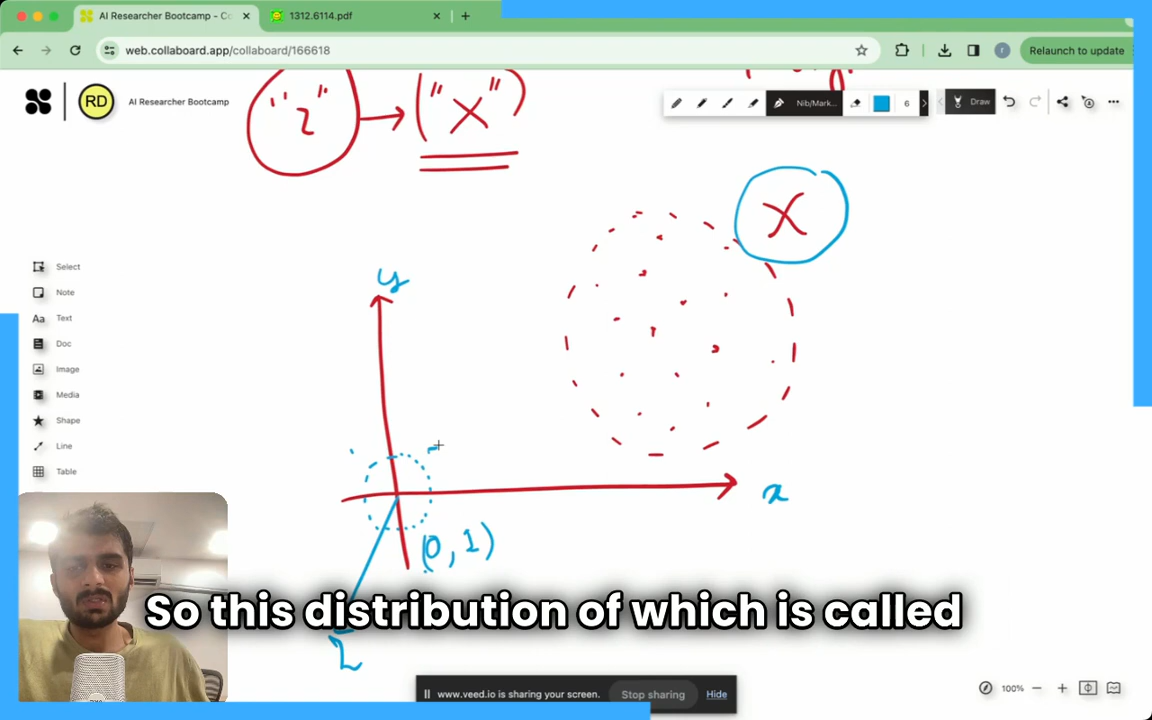 AI Researcher Bootcamp - Co
1312.6114.pdf
web.collaboard.app/collaboard/166618
r
Relaunch to update
RD
AI Researcher Bootcamp
Nib/Mark...
6
Draw
"z" → ("X")
X
Select
Note
Text
Doc
Image
Media
Shape
Line
Table
y
x
(0, 1)
z
So this distribution of which is called
www.veed.io is sharing your screen.
Stop sharing
Hide
100%